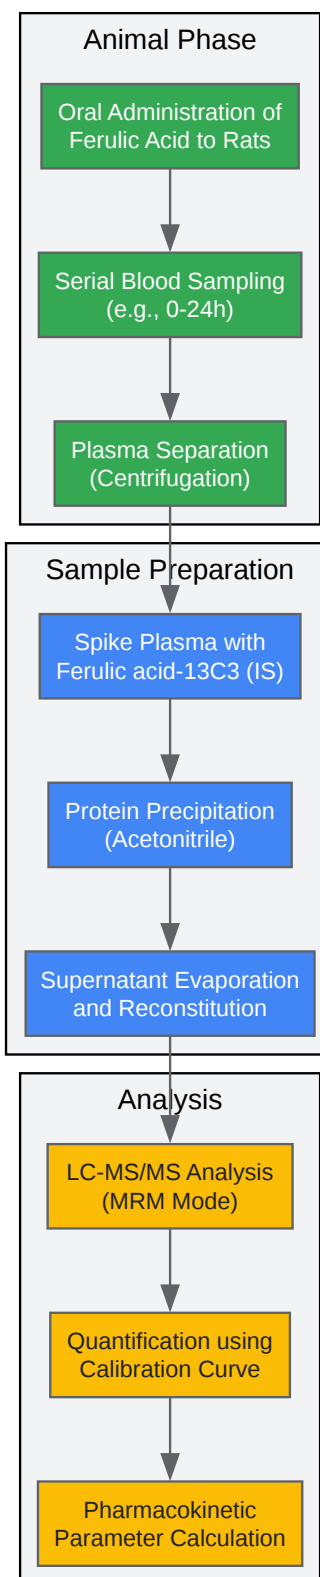 Animal Phase
Oral Administration of
Ferulic Acid to Rats
Serial Blood Sampling
(e.g., 0-24h)
Plasma Separation
(Centrifugation)
Sample Preparation
Spike Plasma with
Ferulic acid-13C3 (IS)
Protein Precipitation
(Acetonitrile)
Supernatant Evaporation
and Reconstitution
Analysis
LC-MS/MS Analysis
(MRM Mode)
Quantification using
Calibration Curve
Pharmacokinetic
Parameter Calculation